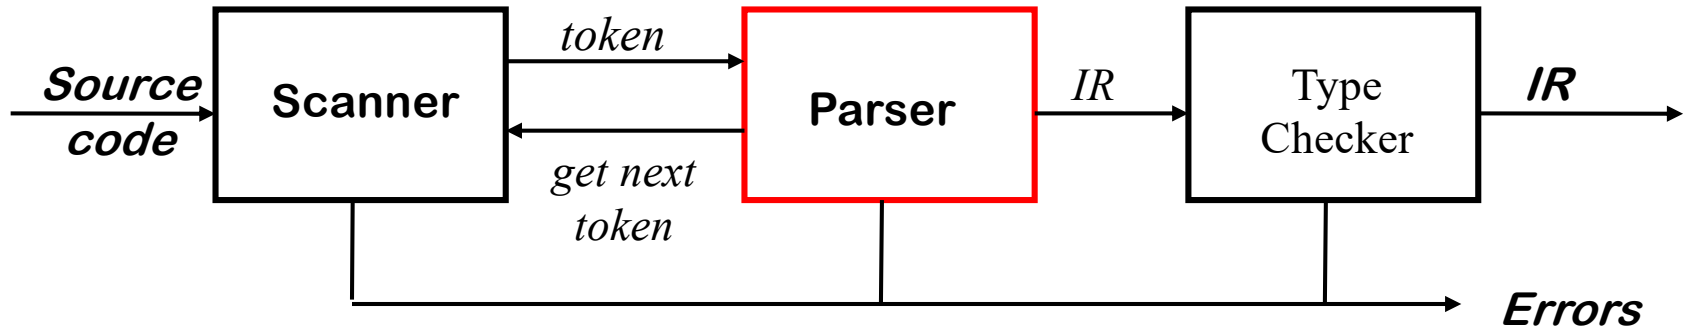 Source
code
Scanner
token
get next
token
Parser
IR
Type
Checker
IR
Errors